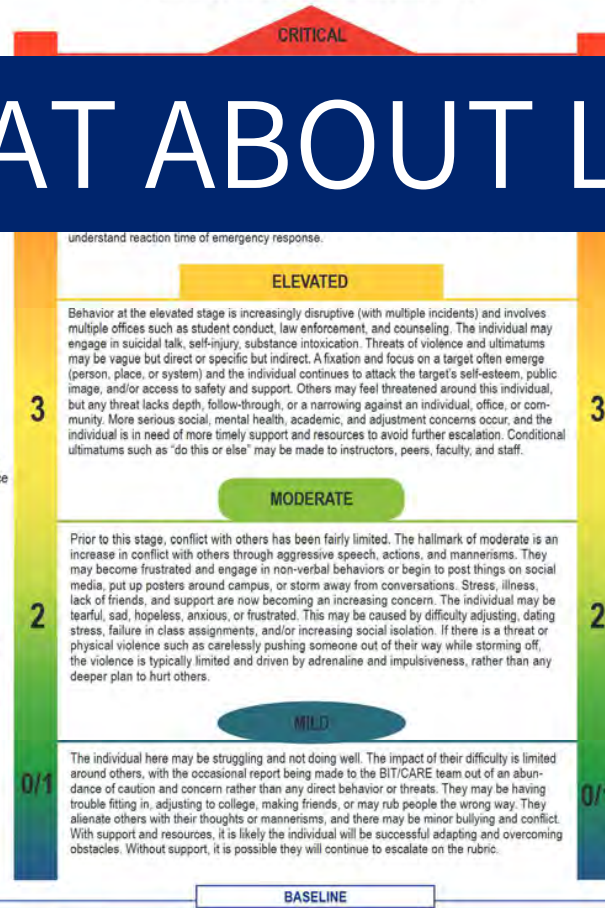 CRITICAL
AT ABOUT L
understand reaction time of emergency response.
ELEVATED
Behavior at the elevated stage is increasingly disruptive (with multiple incidents) and involves
multiple offices such as student conduct, law enforcement, and counseling. The individual may
engage in suicidal talk, self-injury, substance intoxication. Threats of violence and ultimatums
may be vague but direct or specific but indirect. A fixation and focus on a target often emerge
(person, place, or system) and the individual continues to attack the target's self-esteem, public
image, and/or access to safety and support. Others may feel threatened around this individual,
but any threat lacks depth, follow-through, or a narrowing against an individual, office, or com-
munity. More serious social, mental health, academic, and adjustment concerns occur, and the
individual is in need of more timely support and resources to avoid further escalation. Conditional
ultimatums such as “do this or else” may be made to instructors, peers, faculty, and staff.
3
3
MODERATE
Prior to this stage, conflict with others has been fairly limited. The hallmark of moderate is an
increase in conflict with others through aggressive speech, actions, and mannerisms. They
may become frustrated and engage in non-verbal behaviors or begin to post things on social
media, put up posters around campus, or storm away from conversations. Stress, illness,
lack of friends, and support are now becoming an increasing concern. The individual may be
tearful, sad, hopeless, anxious, or frustrated. This may be caused by difficulty adjusting, dating
stress, failure in class assignments, and/or increasing social isolation. If there is a threat or
physical violence such as carelessly pushing someone out of their way while storming off,
the violence is typically limited and driven by adrenaline and impulsiveness, rather than any
deeper plan to hurt others.
2
2
MILD
The individual here may be struggling and not doing well. The impact of their difficulty is limited
around others, with the occasional report being made to the BIT/CARE team out of an abun-
dance of caution and concern rather than any direct behavior or threats. They may be having
trouble fitting in, adjusting to college, making friends, or may rub people the wrong way. They
alienate others with their thoughts or mannerisms, and there may be minor bullying and conflict.
With support and resources, it is likely the individual will be successful adapting and overcoming
obstacles. Without support, it is possible they will continue to escalate on the rubric.
0/1
0/
BASELINE